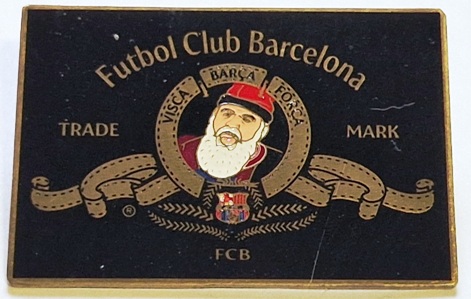 Futbol Club Barcelona
VISCA BARÇA FORÇA
TRADE MARK
®
FCB